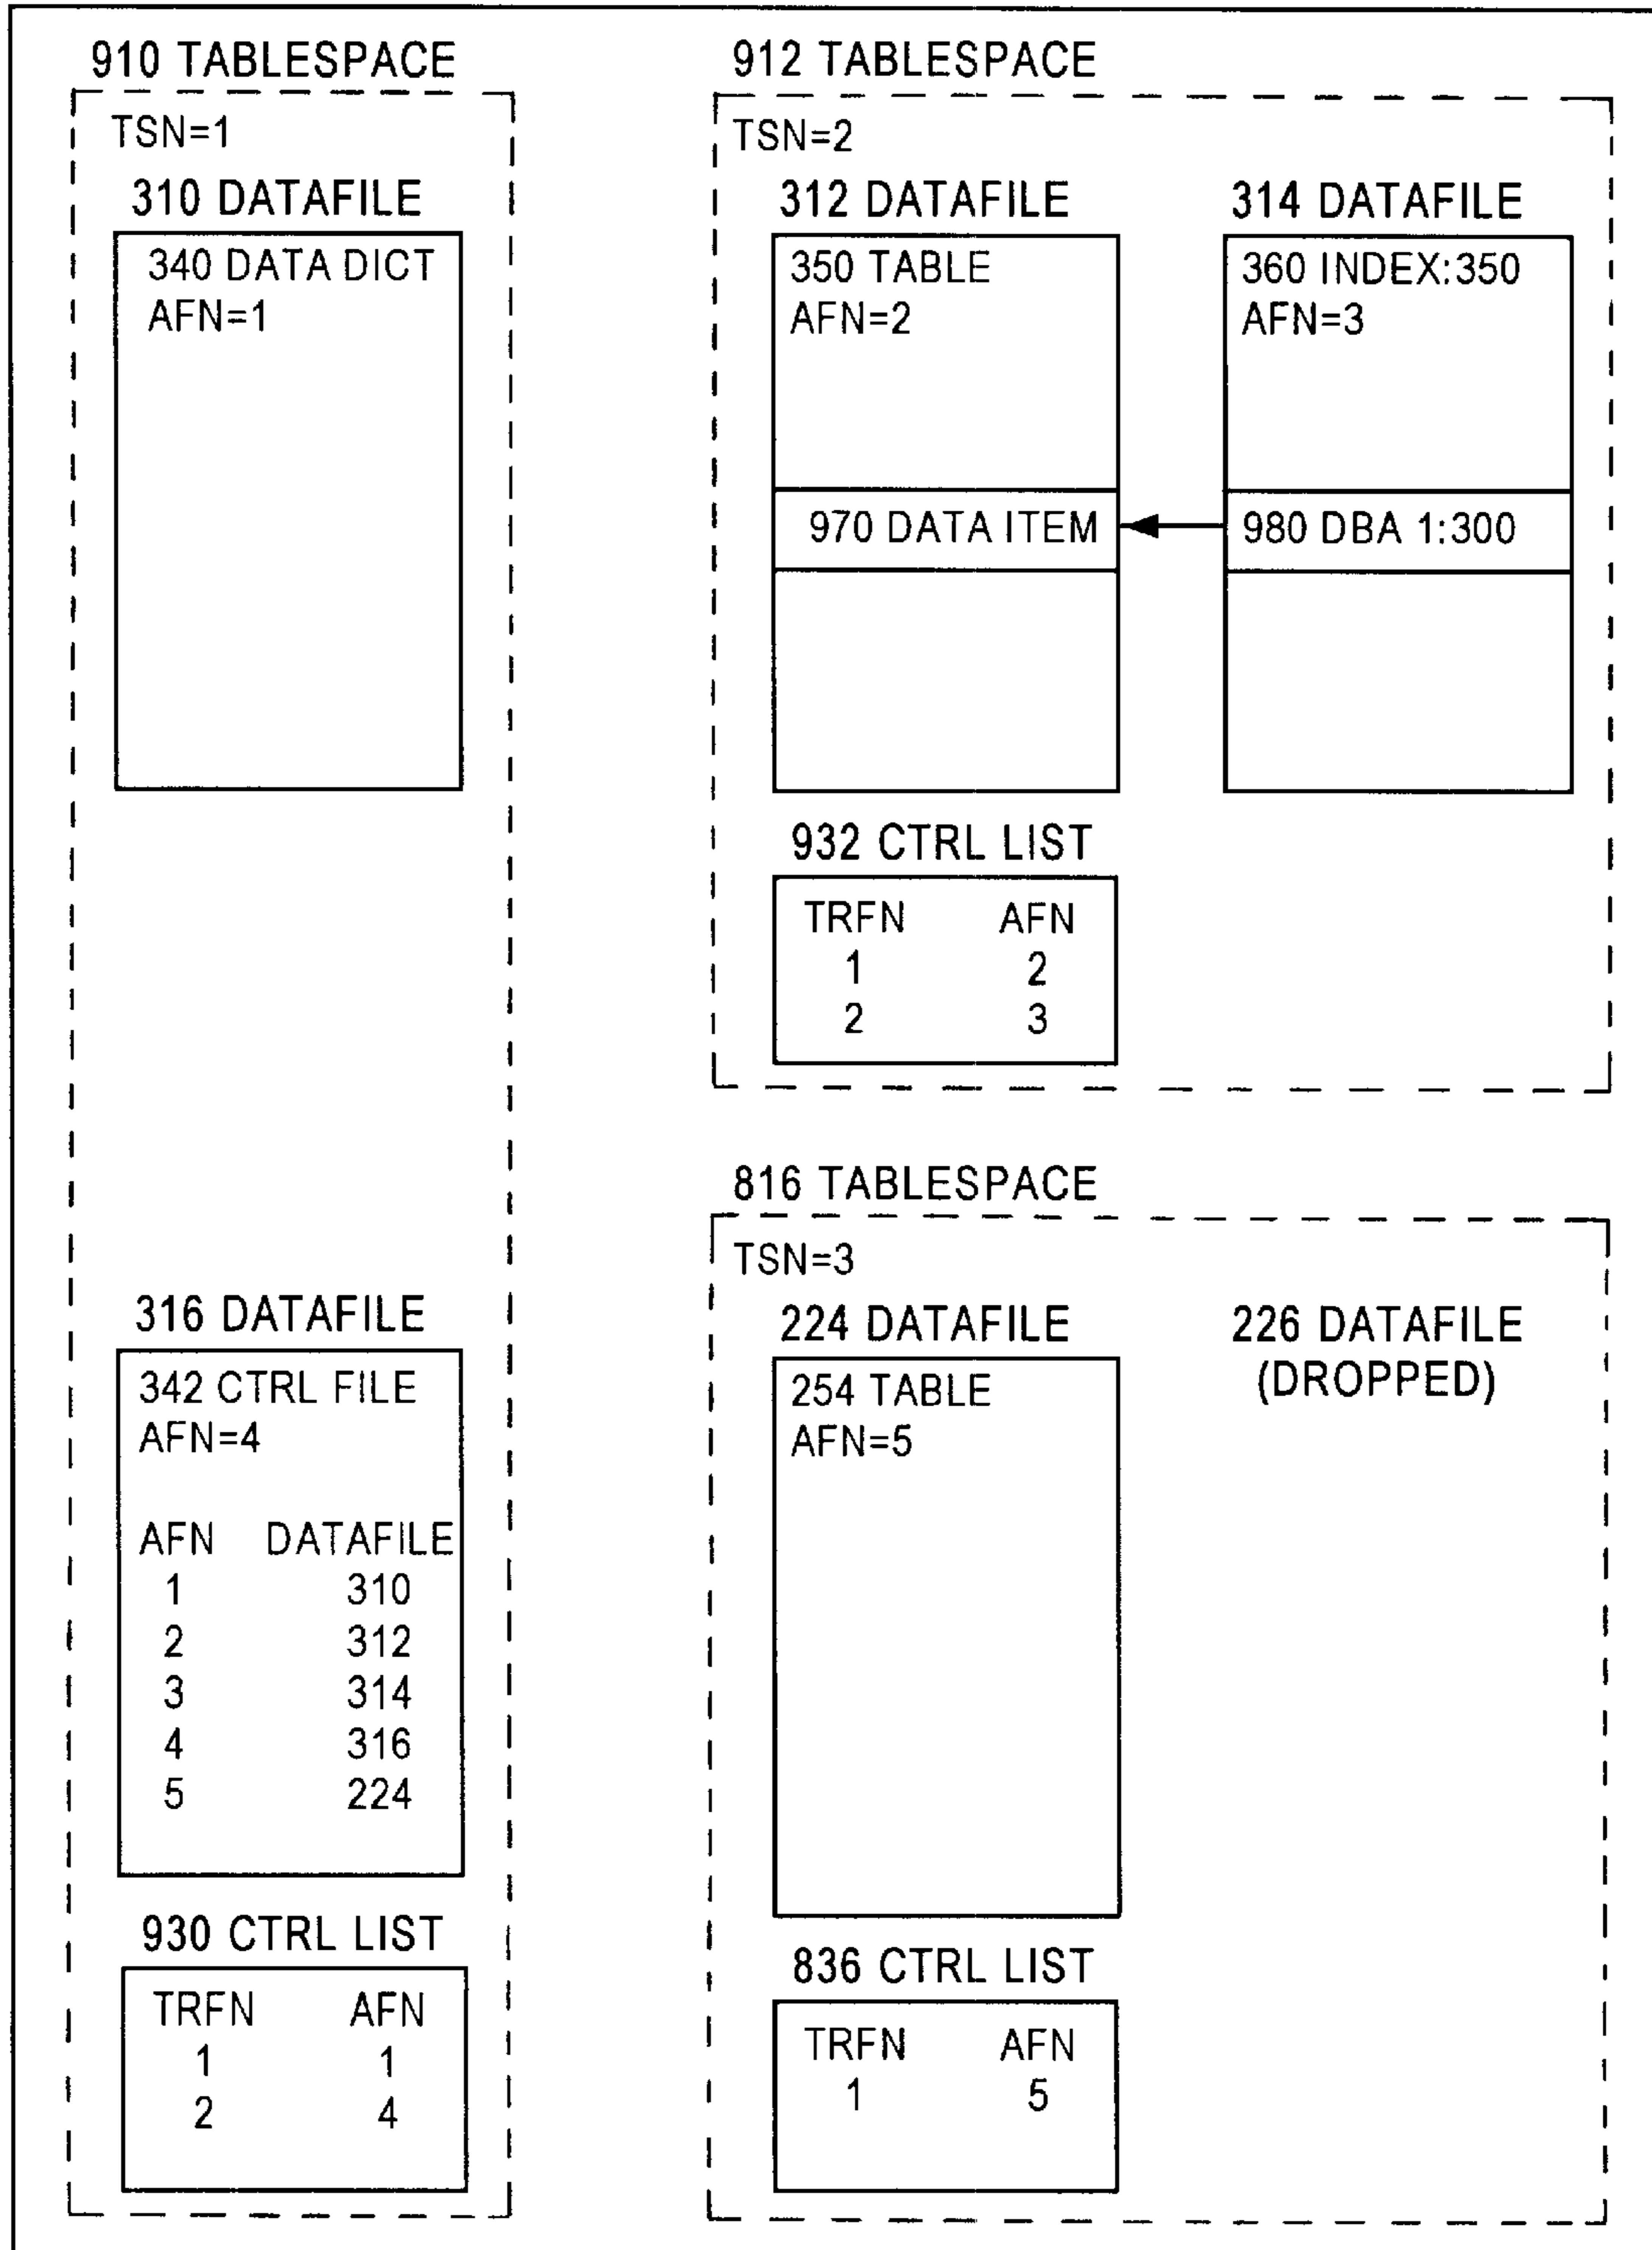 910 TABLESPACE
TSN=1
310 DATAFILE
340 DATA DICT
AFN=1
316 DATAFILE
342 CTRL FILE
AFN=4
AFN DATAFILE
1 310
2 312
3 314
4 316
5 224
930 CTRL LIST
TRFN AFN
1 1
2 4
912 TABLESPACE
TSN=2
312 DATAFILE
350 TABLE
AFN=2
970 DATA ITEM
314 DATAFILE
360 INDEX:350
AFN=3
980 DBA 1:300
932 CTRL LIST
TRFN AFN
1 2
2 3
816 TABLESPACE
TSN=3
224 DATAFILE
254 TABLE
AFN=5
226 DATAFILE
(DROPPED)
836 CTRL LIST
TRFN AFN
1 5